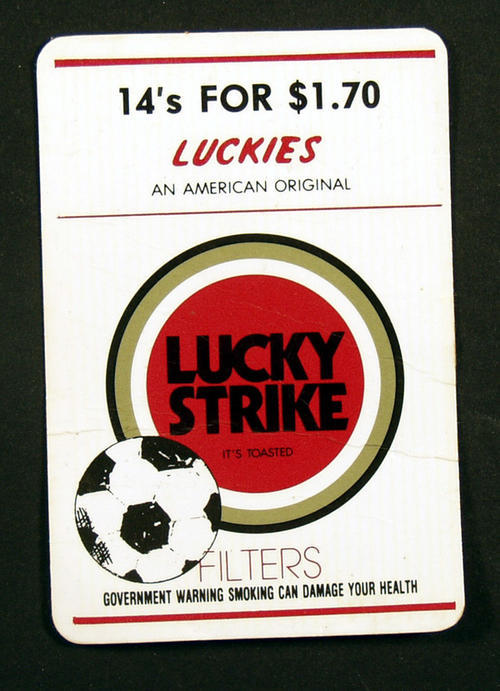 14's FOR $1.70
LUCKIES
AN AMERICAN ORIGINAL
LUCKY
STRIKE
IT'S TOASTED
FILTERS
GOVERNMENT WARNING SMOKING CAN DAMAGE YOUR HEALTH